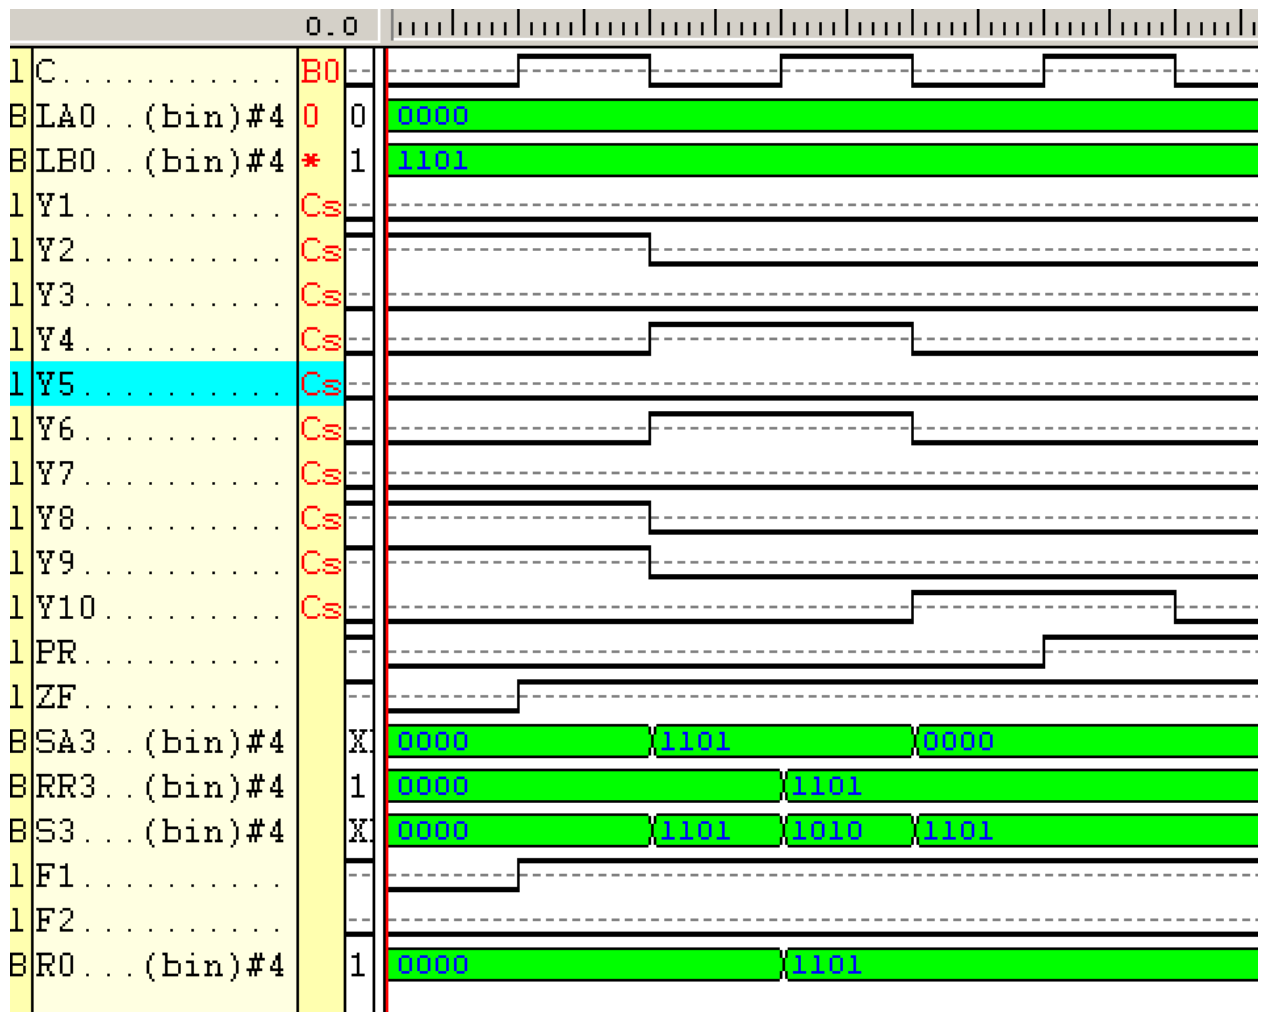 0.0
1 C........... B0
B LA0..(bin)#4 0 0 0000
B LB0..(bin)#4 * 1 1101
1 Y1.......... Cs
1 Y2.......... Cs
1 Y3.......... Cs
1 Y4.......... Cs
1 Y5.......... Cs
1 Y6.......... Cs
1 Y7.......... Cs
1 Y8.......... Cs
1 Y9.......... Cs
1 Y10......... Cs
1 PR..........
1 ZF..........
B SA3..(bin)#4 X 0000 1101 0000
B RR3..(bin)#4 1 0000 1101
B S3...(bin)#4 X 0000 1101 1010 1101
1 F1..........
1 F2..........
B R0...(bin)#4 1 0000 1101